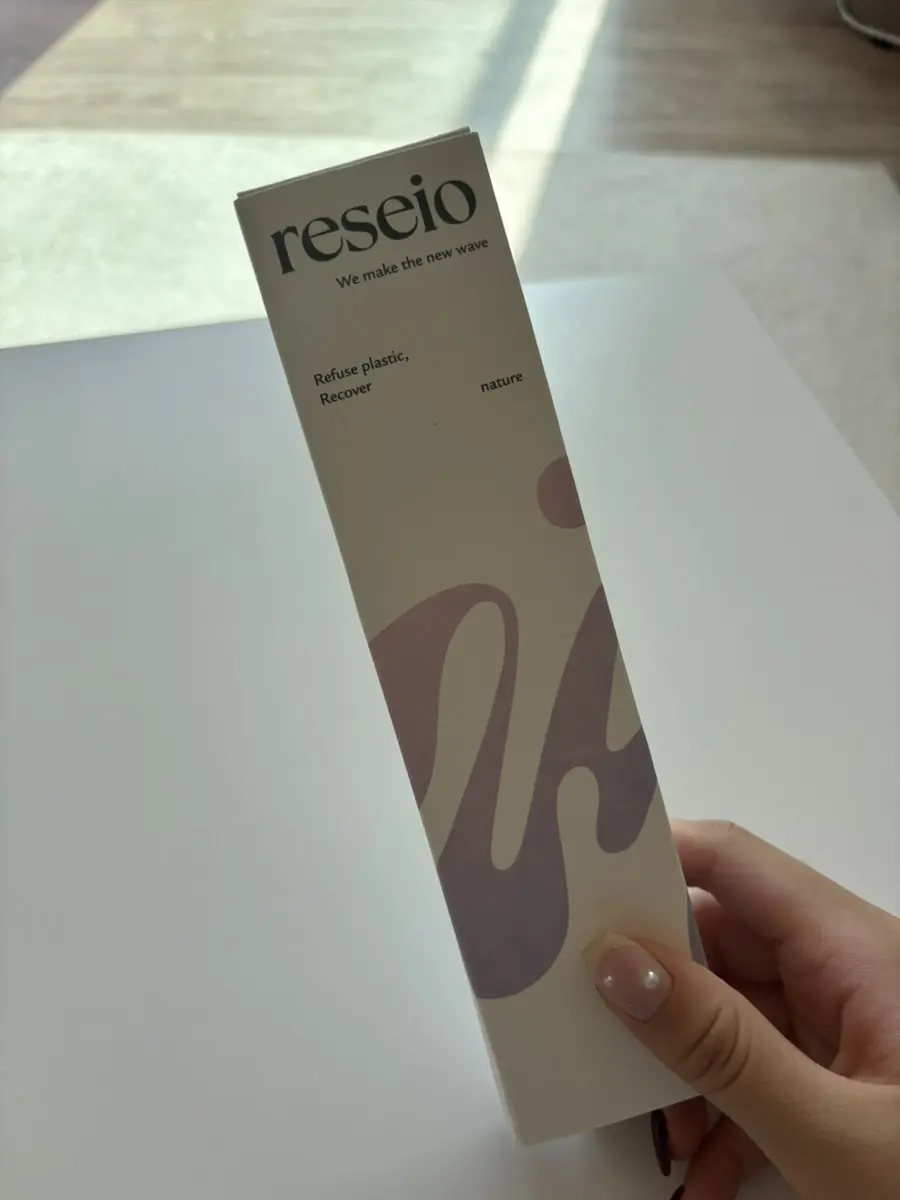 reseio
We make the new wave
Refuse plastic,
Recover nature